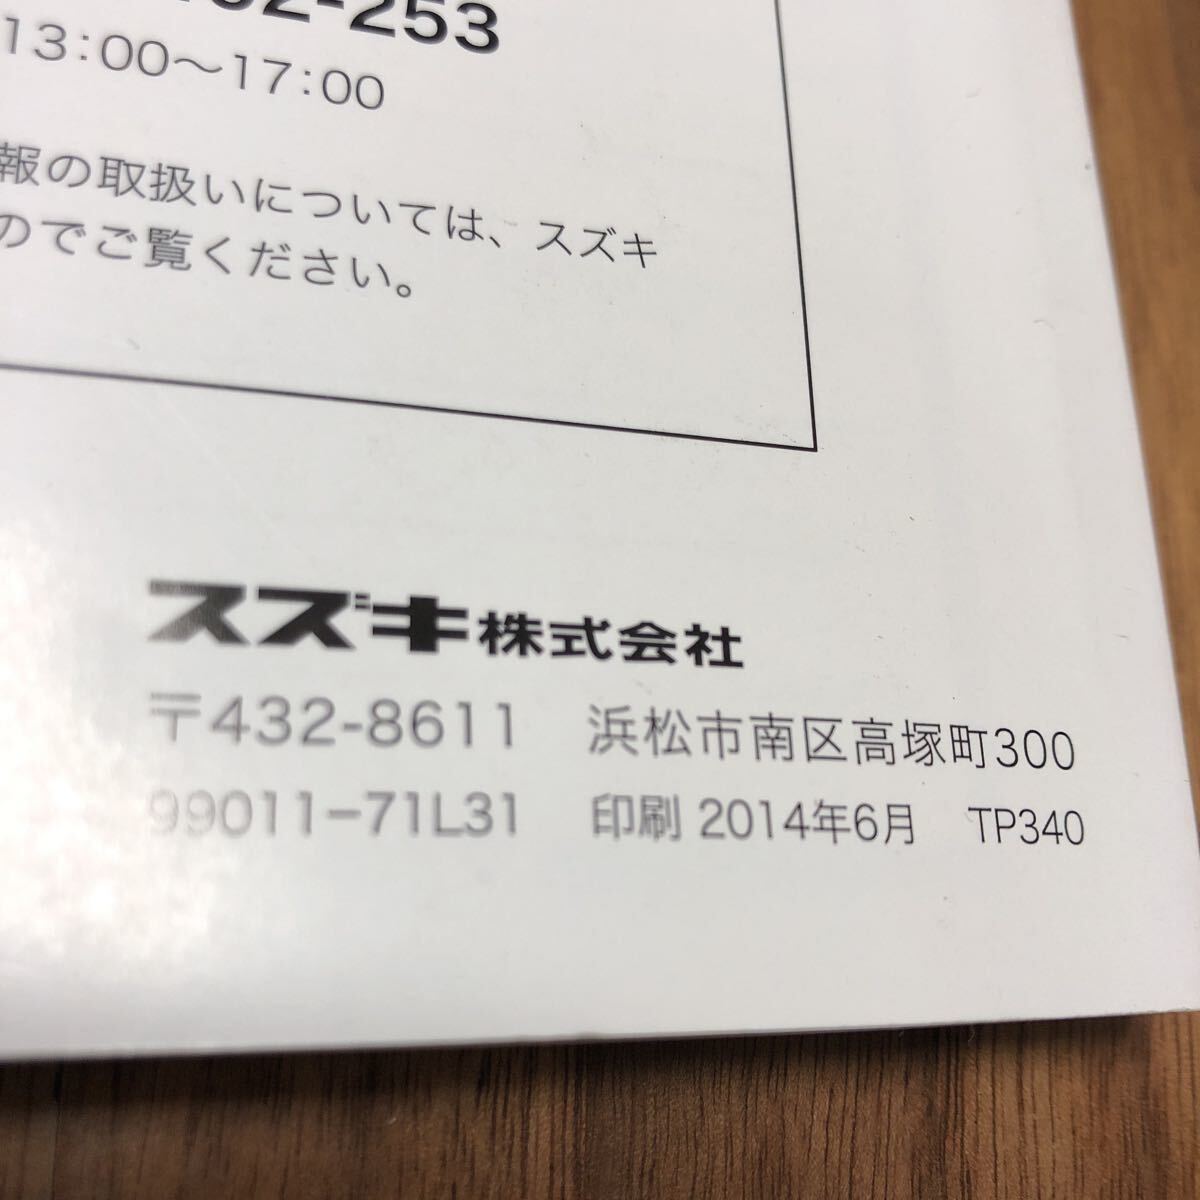 02-253
13:00〜17:00
報の取扱いについては、スズキ
のでご覧ください。
スズキ株式会社
〒432-8611 浜松市南区高塚町300
99011-71L31 印刷 2014年6月 TP340